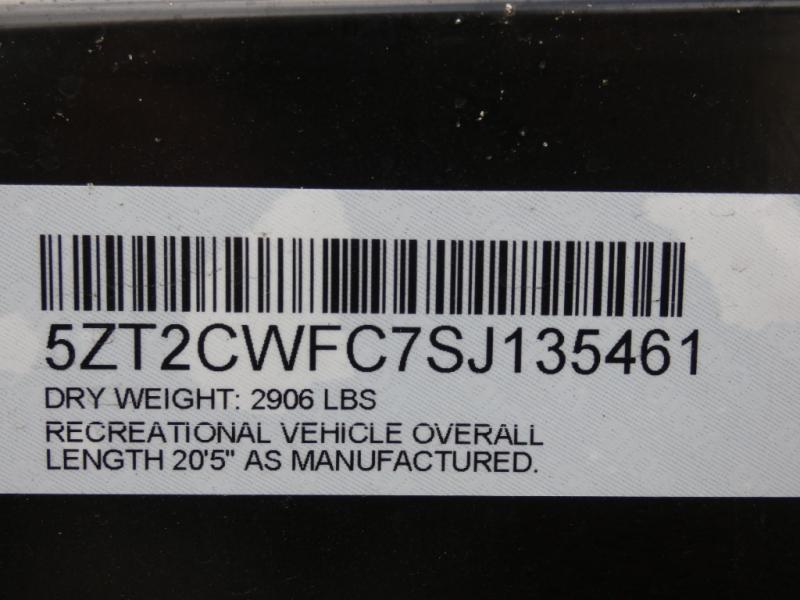 5ZT2CWFC7SJ135461
DRY WEIGHT: 2906 LBS
RECREATIONAL VEHICLE OVERALL
LENGTH 20'5" AS MANUFACTURED.